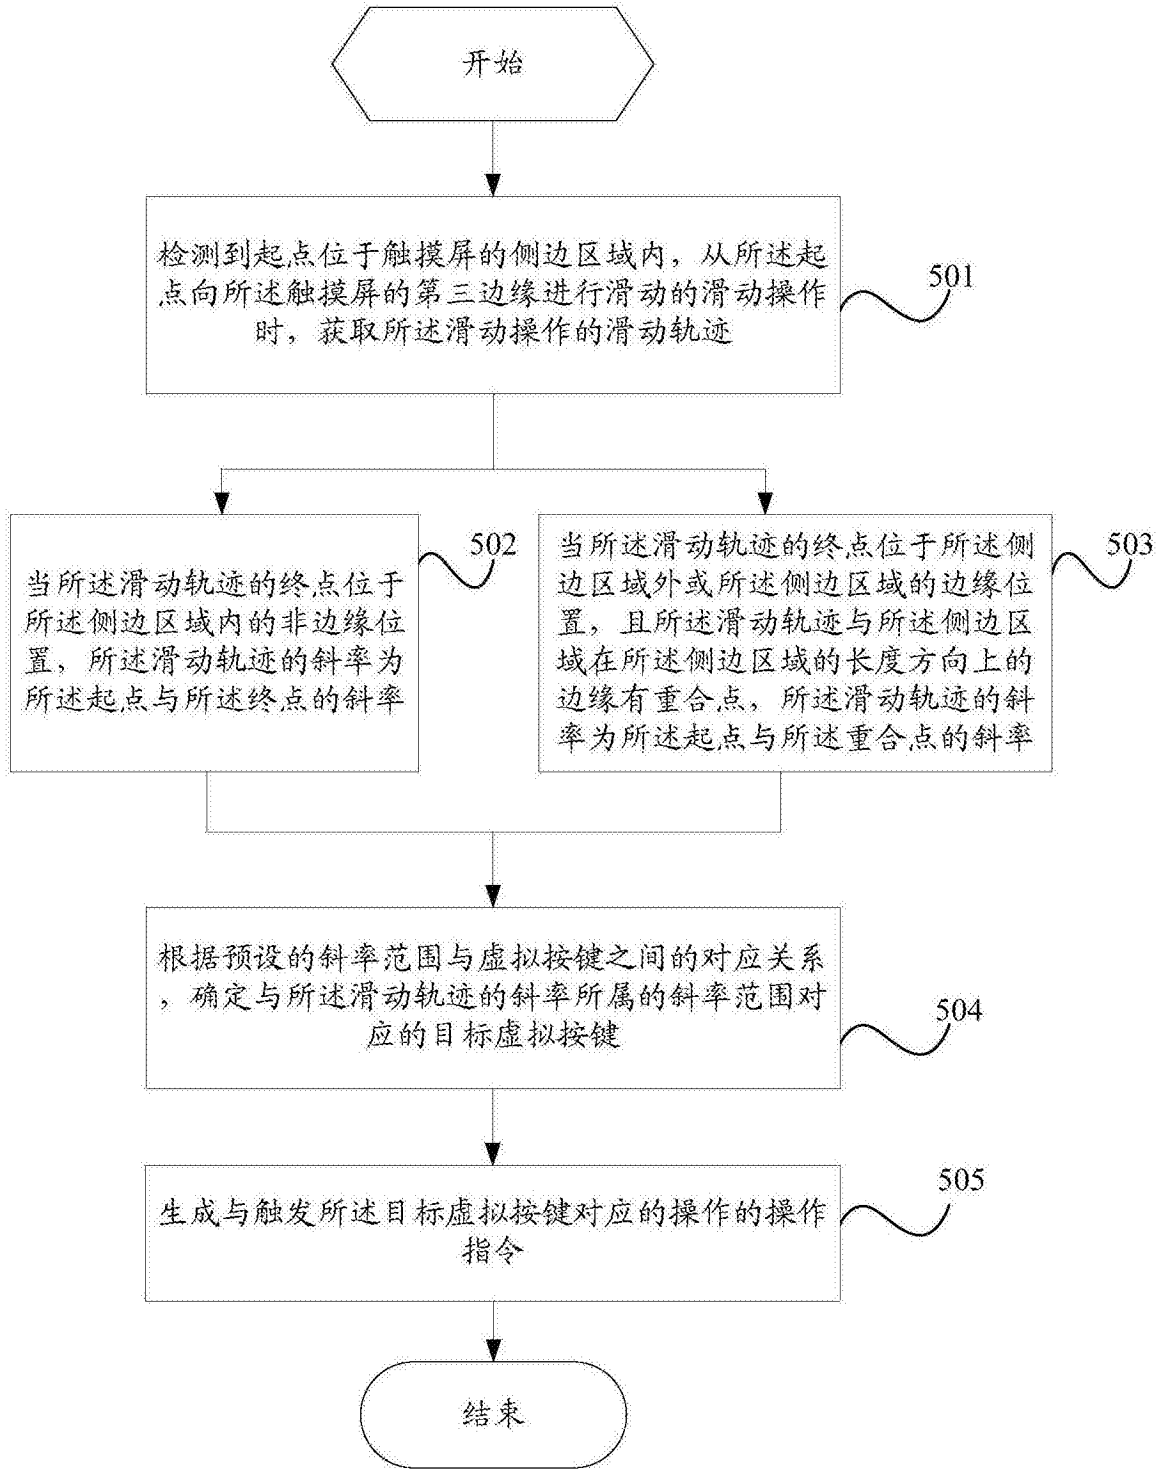 开始
检测到起点位于触摸屏的侧边区域内，从所述起
点向所述触摸屏的第三边缘进行滑动的滑动操作
时，获取所述滑动操作的滑动轨迹
501
当所述滑动轨迹的终点位于
所述侧边区域内的非边缘位
置，所述滑动轨迹的斜率为
所述起点与所述终点的斜率
502
当所述滑动轨迹的终点位于所述侧
边区域外或所述侧边区域的边缘位
置，且所述滑动轨迹与所述侧边区
域在所述侧边区域的长度方向上的
边缘有重合点，所述滑动轨迹的斜
率为所述起点与所述重合点的斜率
503
根据预设的斜率范围与虚拟按键之间的对应关系
，确定与所述滑动轨迹的斜率所属的斜率范围对
应的目标虚拟按键
504
生成与触发所述目标虚拟按键对应的操作的操作
指令
505
结束